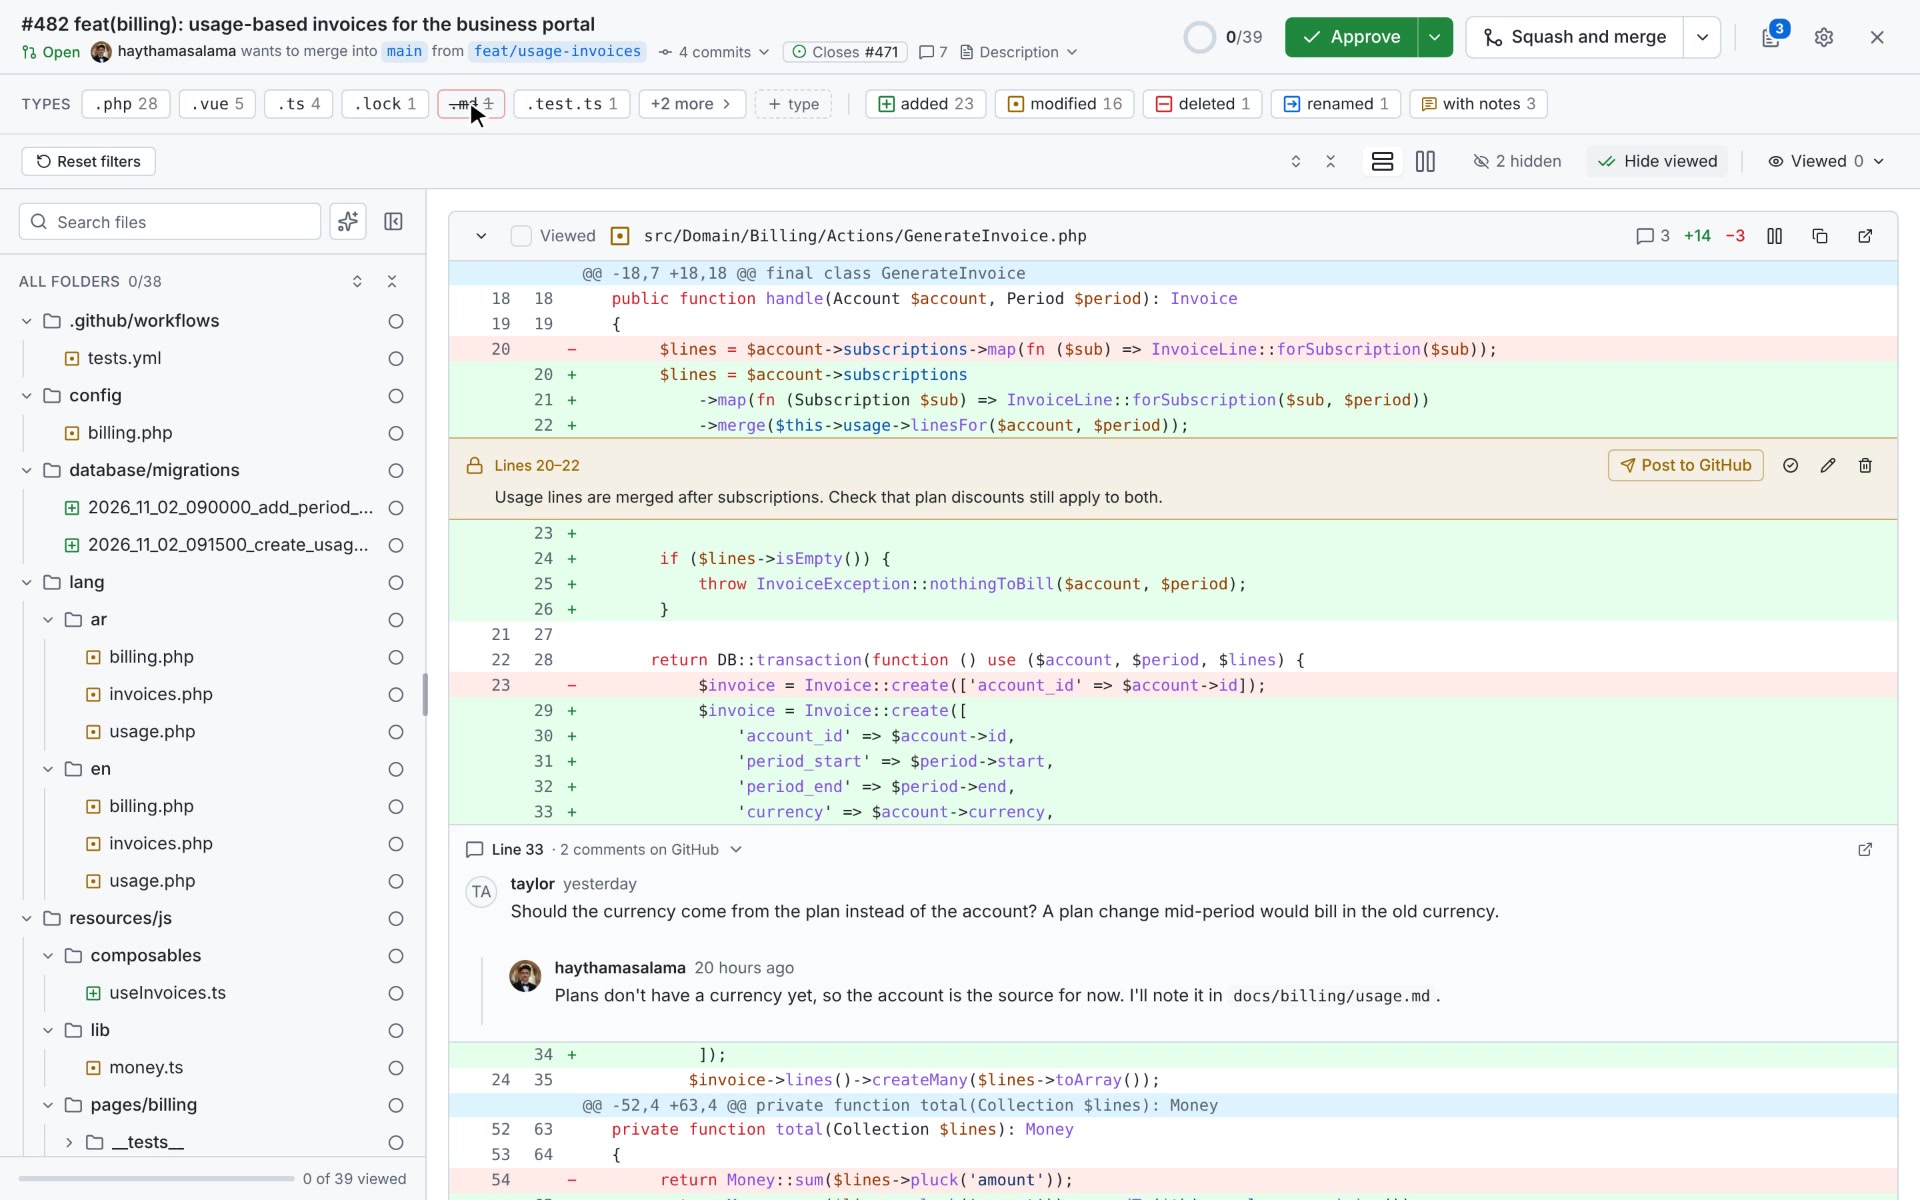 #482 feat(billing): usage-based invoices for the business portal
Open haythamasalama wants to merge into main from feat/usage-invoices 4 commits Closes #471 7 Description
0/39 Approve Squash and merge 3
TYPES .php 28 .vue 5 .ts 4 .lock 1 .md 1 .test.ts 1 +2 more + type added 23 modified 16 deleted 1 renamed 1 with notes 3
Reset filters 2 hidden Hide viewed Viewed 0
Search files
ALL FOLDERS 0/38
.github/workflows
tests.yml
config
billing.php
database/migrations
2026_11_02_090000_add_period_...
2026_11_02_091500_create_usag...
lang
ar
billing.php
invoices.php
usage.php
en
billing.php
invoices.php
usage.php
resources/js
composables
useInvoices.ts
lib
money.ts
pages/billing
__tests__
0 of 39 viewed
Viewed src/Domain/Billing/Actions/GenerateInvoice.php 3 +14 −3
@@ -18,7 +18,18 @@ final class GenerateInvoice
18 18 public function handle(Account $account, Period $period): Invoice
19 19 {
20 − $lines = $account->subscriptions->map(fn ($sub) => InvoiceLine::forSubscription($sub));
20 + $lines = $account->subscriptions
21 + ->map(fn (Subscription $sub) => InvoiceLine::forSubscription($sub, $period))
22 + ->merge($this->usage->linesFor($account, $period));
Lines 20–22 Post to GitHub
Usage lines are merged after subscriptions. Check that plan discounts still apply to both.
23 +
24 + if ($lines->isEmpty()) {
25 + throw InvoiceException::nothingToBill($account, $period);
26 + }
21 27
22 28 return DB::transaction(function () use ($account, $period, $lines) {
23 − $invoice = Invoice::create(['account_id' => $account->id]);
29 + $invoice = Invoice::create([
30 + 'account_id' => $account->id,
31 + 'period_start' => $period->start,
32 + 'period_end' => $period->end,
33 + 'currency' => $account->currency,
Line 33 · 2 comments on GitHub
TA taylor yesterday
Should the currency come from the plan instead of the account? A plan change mid-period would bill in the old currency.
haythamasalama 20 hours ago
Plans don't have a currency yet, so the account is the source for now. I'll note it in docs/billing/usage.md .
34 + ]);
24 35 $invoice->lines()->createMany($lines->toArray());
@@ -52,4 +63,4 @@ private function total(Collection $lines): Money
52 63 private function total(Collection $lines): Money
53 64 {
54 − return Money::sum($lines->pluck('amount'));